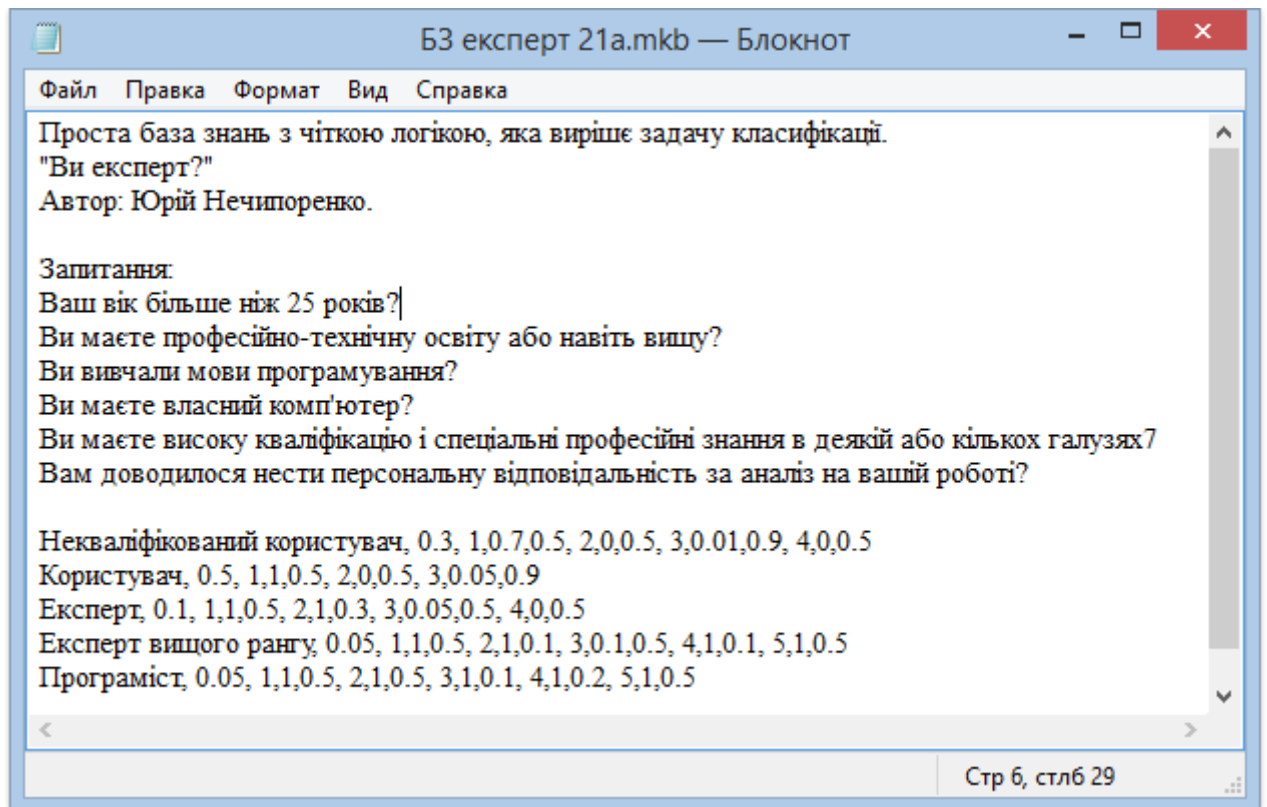 БЗ експерт 21a.mkb — Блокнот
Файл Правка Формат Вид Справка
Проста база знань з чіткою логікою, яка вирішє задачу класифікації.
"Ви експерт?"
Автор: Юрій Нечипоренко.
Запитання:
Ваш вік більше ніж 25 років?
Ви маєте професійно-технічну освіту або навіть вищу?
Ви вивчали мови програмування?
Ви маєте власний комп'ютер?
Ви маєте високу кваліфікацію і спеціальні професійні знання в деякій або кількох галузях7
Вам доводилося нести персональну відповідальність за аналіз на вашій роботі?
Некваліфікований користувач, 0.3, 1,0.7,0.5, 2,0,0.5, 3,0.01,0.9, 4,0,0.5
Користувач, 0.5, 1,1,0.5, 2,0,0.5, 3,0.05,0.9
Експерт, 0.1, 1,1,0.5, 2,1,0.3, 3,0.05,0.5, 4,0,0.5
Експерт вищого рангу, 0.05, 1,1,0.5, 2,1,0.1, 3,0.1,0.5, 4,1,0.1, 5,1,0.5
Програміст, 0.05, 1,1,0.5, 2,1,0.5, 3,1,0.1, 4,1,0.2, 5,1,0.5
Стр 6, стлб 29